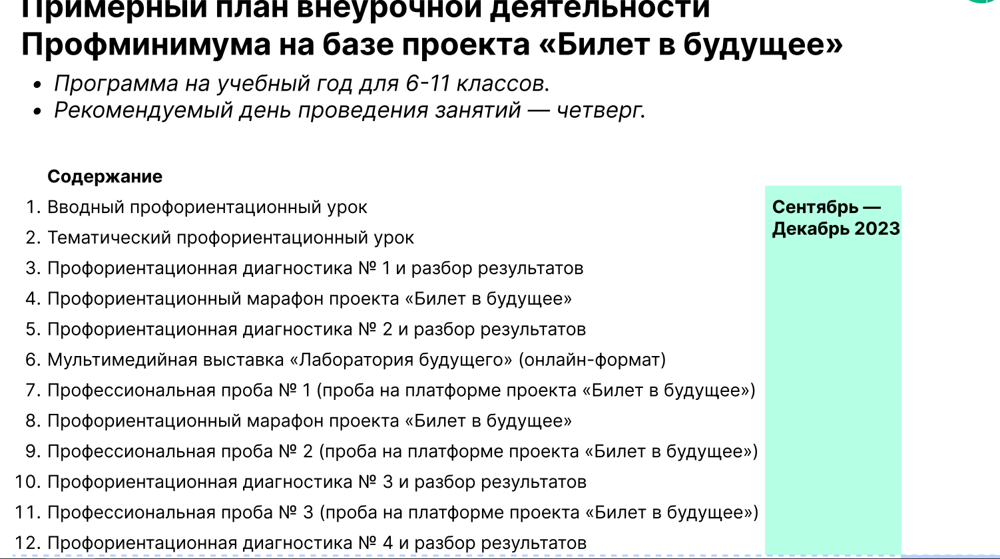 Примерный план внеурочной деятельности
Профминимума на базе проекта «Билет в будущее»
• Программа на учебный год для 6-11 классов.
• Рекомендуемый день проведения занятий — четверг.
Содержание
1. Вводный профориентационный урок
2. Тематический профориентационный урок
3. Профориентационная диагностика № 1 и разбор результатов
4. Профориентационный марафон проекта «Билет в будущее»
5. Профориентационная диагностика № 2 и разбор результатов
6. Мультимедийная выставка «Лаборатория будущего» (онлайн-формат)
7. Профессиональная проба № 1 (проба на платформе проекта «Билет в будущее»)
8. Профориентационный марафон проекта «Билет в будущее»
9. Профессиональная проба № 2 (проба на платформе проекта «Билет в будущее»)
10. Профориентационная диагностика № 3 и разбор результатов
11. Профессиональная проба № 3 (проба на платформе проекта «Билет в будущее»)
12. Профориентационная диагностика № 4 и разбор результатов
Сентябрь —
Декабрь 2023